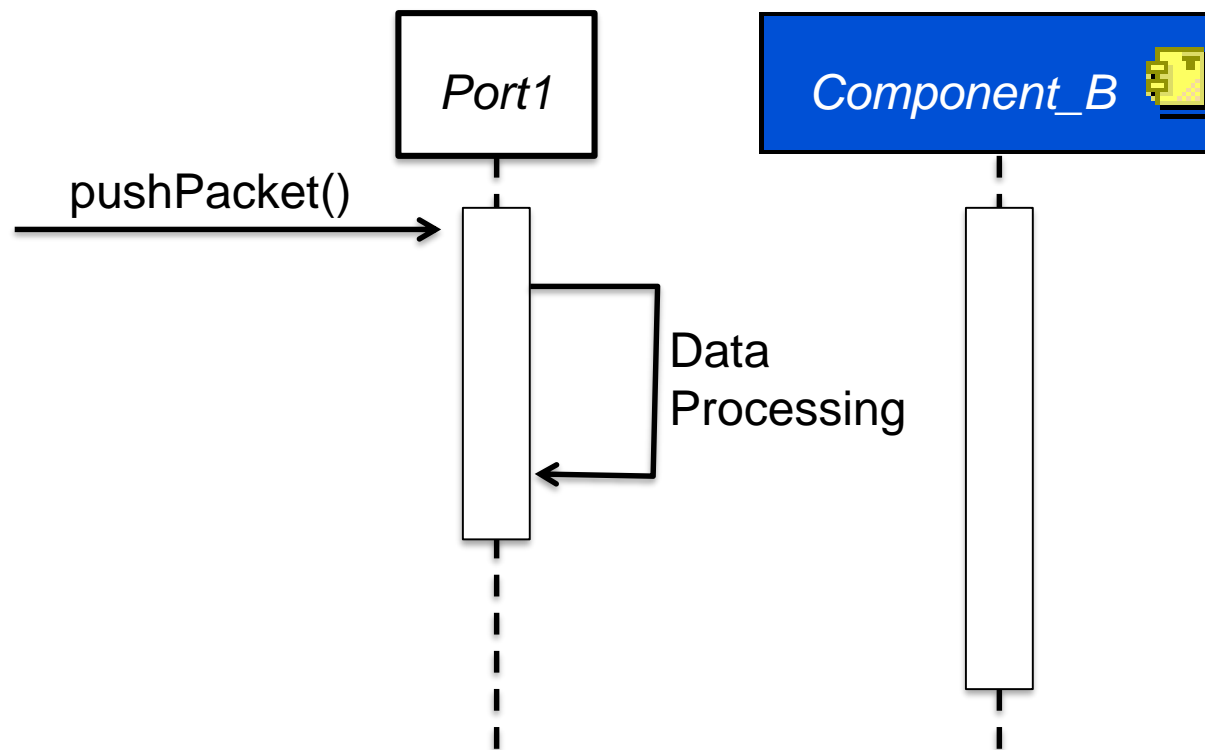 Port1
Component_B
pushPacket()
Data
Processing